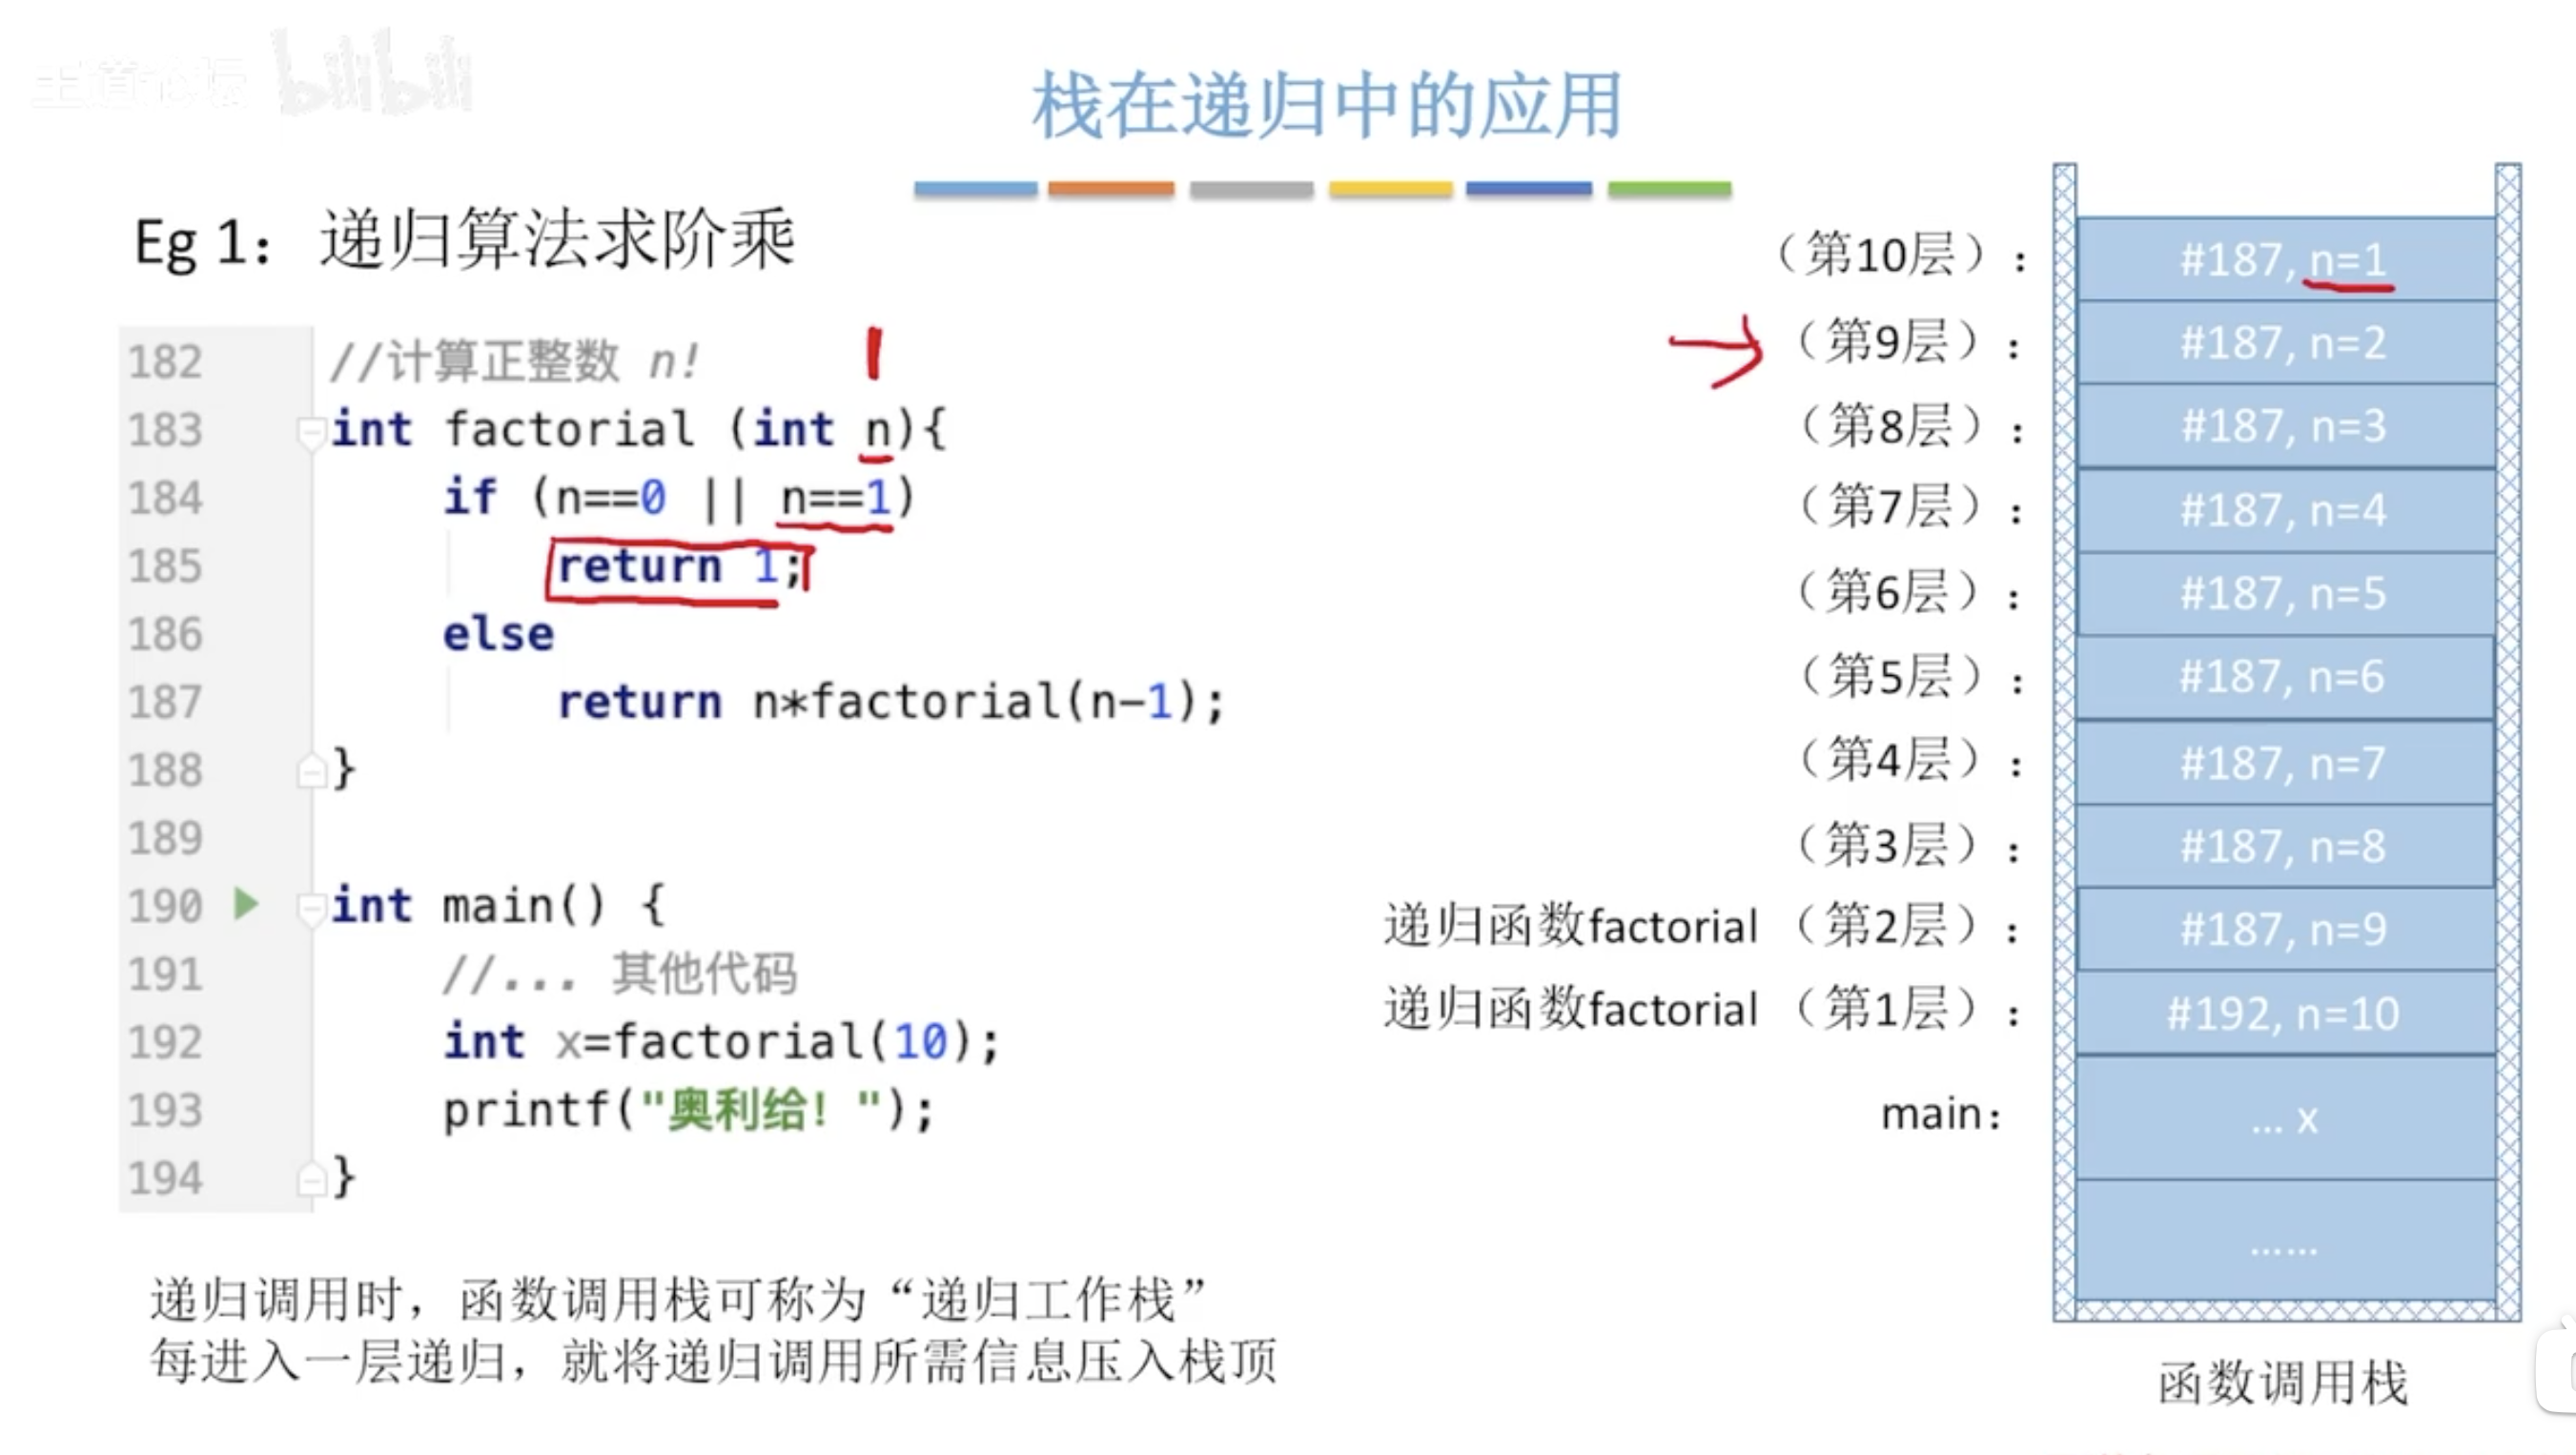 王道论坛 bilibili
栈在递归中的应用
Eg 1：递归算法求阶乘
182 //计算正整数 n!
183 int factorial (int n){
184 if (n==0 || n==1)
185 return 1;
186 else
187 return n*factorial(n-1);
188 }
189
190 int main() {
191 //... 其他代码
192 int x=factorial(10);
193 printf("奥利给！");
194 }
递归调用时，函数调用栈可称为“递归工作栈”
每进入一层递归，就将递归调用所需信息压入栈顶
（第10层）： #187, n=1
（第9层）： #187, n=2
（第8层）： #187, n=3
（第7层）： #187, n=4
（第6层）： #187, n=5
（第5层）： #187, n=6
（第4层）： #187, n=7
（第3层）： #187, n=8
递归函数factorial（第2层）： #187, n=9
递归函数factorial（第1层）： #192, n=10
main： ... x
......
函数调用栈